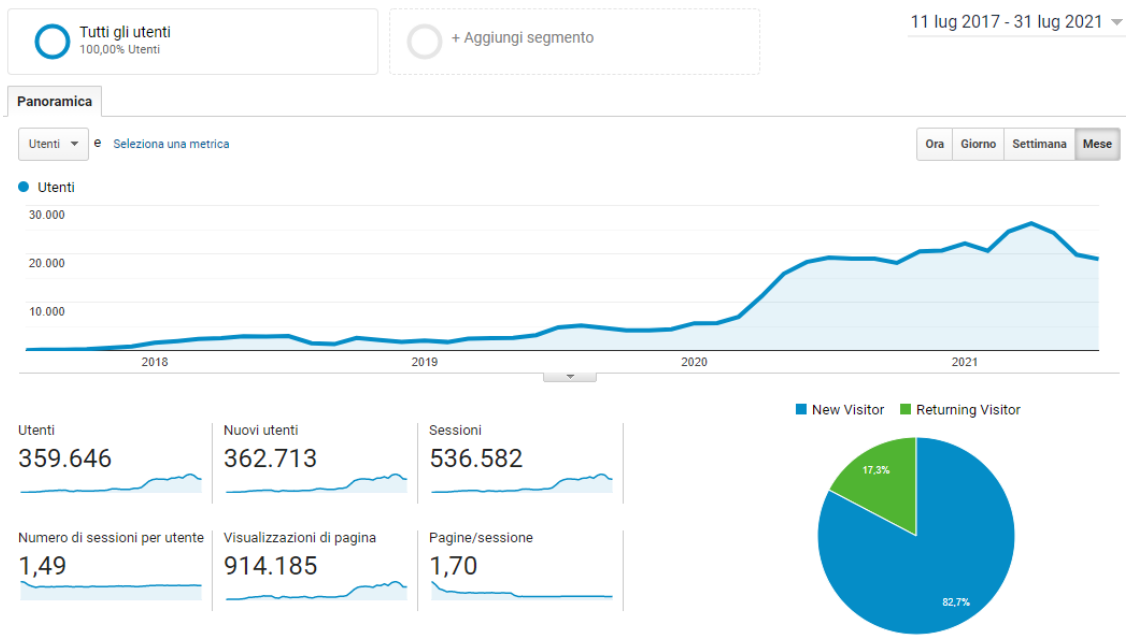 Tutti gli utenti
100,00% Utenti
+ Aggiungi segmento
11 lug 2017 - 31 lug 2021
Panoramica
Utenti e Seleziona una metrica
Ora Giorno Settimana Mese
Utenti
30.000
20.000
10.000
2018 2019 2020 2021
New Visitor Returning Visitor
Utenti Nuovi utenti Sessioni
359.646 362.713 536.582
17,3%
Numero di sessioni per utente Visualizzazioni di pagina Pagine/sessione
1,49 914.185 1,70
82,7%